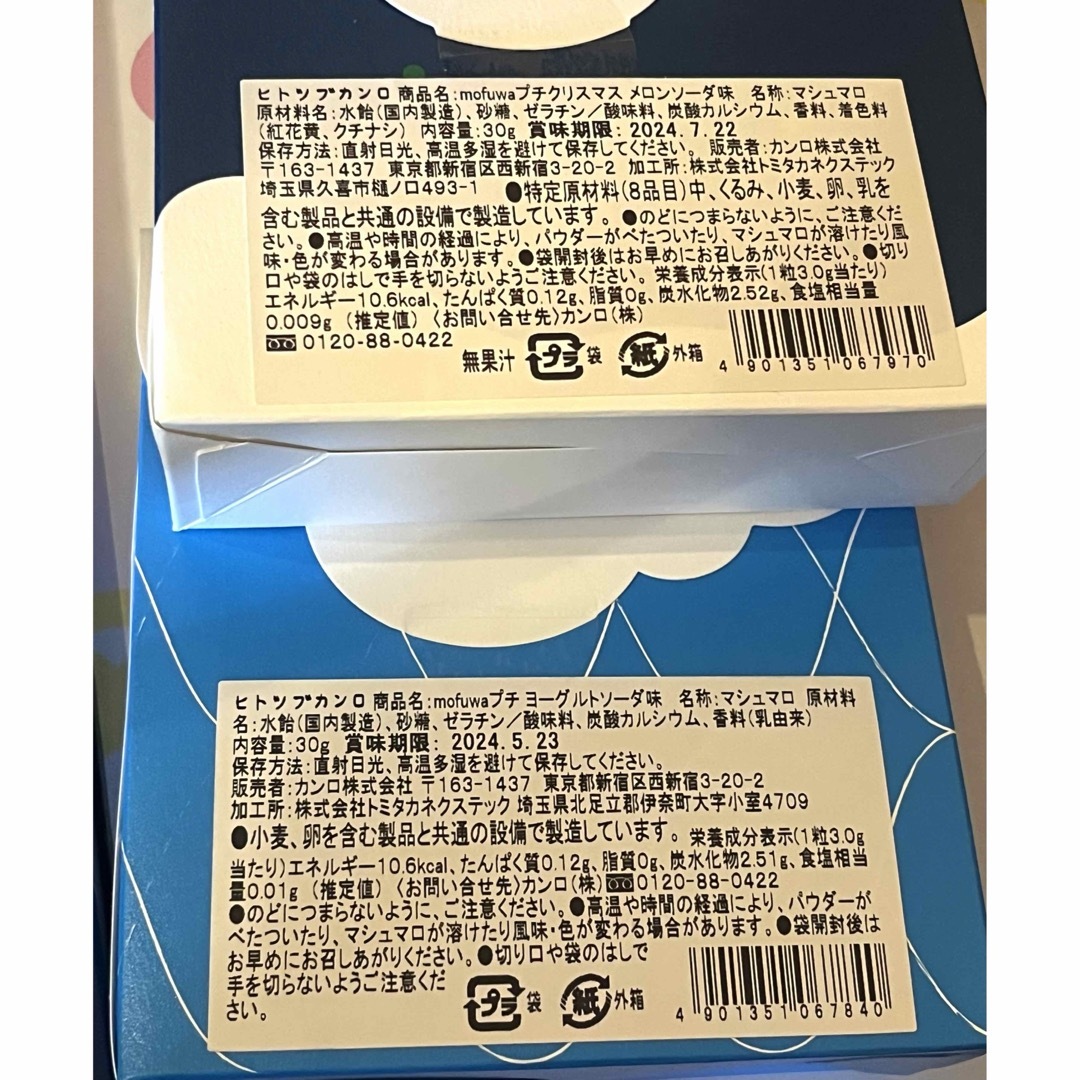 ヒトツブカンロ 商品名:mofuwaプチクリスマス メロンソーダ味 名称:マシュマロ
原材料名:水飴(国内製造)、砂糖、ゼラチン/酸味料、炭酸カルシウム、香料、着色料
(紅花黄、クチナシ) 内容量:30g 賞味期限: 2024.7.22
保存方法:直射日光、高温多湿を避けて保存してください。 販売者:カンロ株式会社
〒163-1437 東京都新宿区西新宿3-20-2 加工所:株式会社トミタカネクステック
埼玉県久喜市樋ノ口493-1 ●特定原材料(8品目)中、くるみ、小麦、卵、乳を
含む製品と共通の設備で製造しています。●のどにつまらないように、ご注意くだ
さい。●高温や時間の経過により、パウダーがべたついたり、マシュマロが溶けたり風
味・色が変わる場合があります。●袋開封後はお早めにお召しあがりください。●切り
口や袋のはしで手を切らないようご注意ください。栄養成分表示(1粒3.0g当たり)
エネルギー10.6kcal、たんぱく質0.12g、脂質0g、炭水化物2.52g、食塩相当量
0.009g (推定値) 〈お問い合せ先〉カンロ(株)
0120-88-0422
無果汁 プラ 袋 紙 外箱
4 901351 067970
ヒトツブカンロ 商品名:mofuwaプチ ヨーグルトソーダ味 名称:マシュマロ 原材料
名:水飴(国内製造)、砂糖、ゼラチン/酸味料、炭酸カルシウム、香料(乳由来)
内容量:30g 賞味期限: 2024.5.23
保存方法:直射日光、高温多湿を避けて保存してください。
販売者:カンロ株式会社 〒163-1437 東京都新宿区西新宿3-20-2
加工所:株式会社トミタカネクステック 埼玉県北足立郡伊奈町大字小室4709
●小麦、卵を含む製品と共通の設備で製造しています。栄養成分表示(1粒3.0g
当たり)エネルギー10.6kcal、たんぱく質0.12g、脂質0g、炭水化物2.51g、食塩相当
量0.01g (推定値) 〈お問い合せ先〉カンロ(株)0120-88-0422
●のどにつまらないように、ご注意ください。●高温や時間の経過により、パウダーが
べたついたり、マシュマロが溶けたり風味・色が変わる場合があります。●袋開封後は
お早めにお召しあがりください。●切り口や袋のはしで
手を切らないようご注意くだ
さい。
プラ 袋 紙 外箱
4 901351 067840